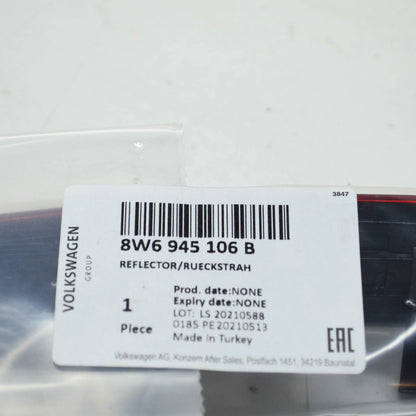 3847
VOLKSWAGEN
GROUP
8W6 945 106 B
REFLECTOR/RUECKSTRAH
1
Piece
Prod. date:NONE
Expiry date:NONE
LOT: LS 20210588
0185 PE 20210513
Made in Turkey
EAC
Volkswagen AG, Konzern After Sales, Postfach 1451, 34219 Baunatal